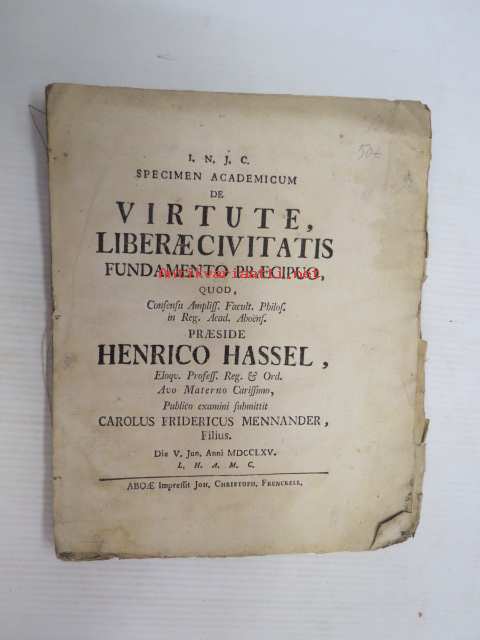 I. N. J. C.
SPECIMEN ACADEMICUM
DE
VIRTUTE,
LIBERÆ CIVITATIS
FUNDAMENTO PRÆCIPUO,
QUOD,
Consensu Ampliss. Facult. Philos.
in Reg. Acad. Aboëns.
PRÆSIDE
HENRICO HASSEL,
Eloqv. Profess. Reg. & Ord.
Avo Materno Carissimo,
Publico examini submittit
CAROLUS FRIDERICUS MENNANDER,
Filius.
Die V. Jun. Anni MDCCLXV.
L. H. A. M. C.
ABOÆ Impressit JOH. CHRISTOPH. FRENCKELL.